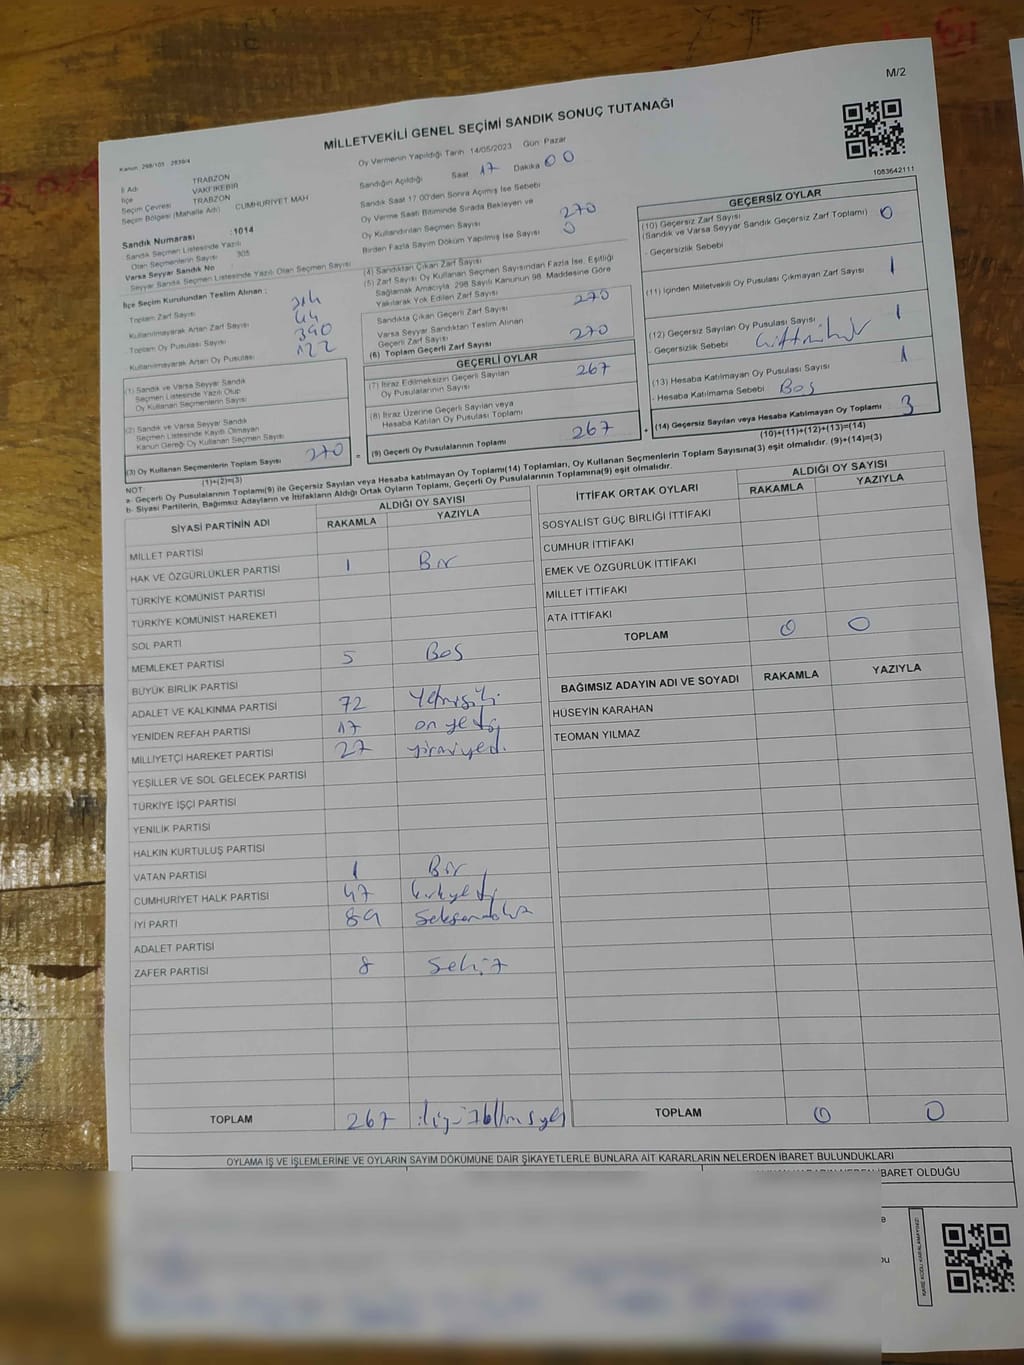 M/2
MİLLETVEKİLİ GENEL SEÇİMİ SANDIK SONUÇ TUTANAĞI
Kanun: 298/105 - 2839/4
Oy Vermenin Yapıldığı Tarih 14/05/2023 Gün: Pazar
1083642111
İl Adı TRABZON
İlçe VAKFIKEBİR
Seçim Çevresi TRABZON
Seçim Bölgesi (Mahalle Adı) CUMHURİYET MAH
Sandık Numarası :1014
Sandık Seçmen Listesinde Yazılı
Olan Seçmenlerin Sayısı 305
Varsa Seyyar Sandık No
Seyyar Sandık Seçmen Listesinde Yazılı Olan Seçmen Sayısı
İlçe Seçim Kurulundan Teslim Alınan :
Toplam Zarf Sayısı
Kullanılmayarak Artan Zarf Sayısı 44
Toplam Oy Pusulası Sayısı 390
Kullanılmayarak Artan Oy Pusulası 122
(1) Sandık ve Varsa Seyyar Sandık
Seçmen Listesinde Yazılı Olup
Oy Kullanan Seçmenlerin Sayısı
(2) Sandık ve Varsa Seyyar Sandık
Seçmen Listesinde Kayıtlı Olmayan
Kanun Gereği Oy Kullanan Seçmen Sayısı
(3) Oy Kullanan Seçmenlerin Toplam Sayısı 270
(1)+(2)=(3)
Sandığın Açıldığı Saat 17 Dakika 00
Sandık Saat 17.00'den Sonra Açımış İse Sebebi
Oy Verme Saati Bitiminde Sırada Bekleyen ve
Oy Kullandırılan Seçmen Sayısı 270
Birden Fazla Sayım Döküm Yapılmış İse Sayısı 0
(4) Sandıktan Çıkan Zarf Sayısı
(5) Zarf Sayısı Oy Kullanan Seçmen Sayısından Fazla İse, Eşitliği
Sağlamak Amacıyla, 298 Sayılı Kanunun 98. Maddesine Göre
Yakılarak Yok Edilen Zarf Sayısı
Sandıkta Çıkan Geçerli Zarf Sayısı 270
Varsa Seyyar Sandıktan Teslim Alınan
Geçerli Zarf Sayısı
(6) Toplam Geçerli Zarf Sayısı 270
GEÇERLİ OYLAR
(7) İtiraz Edilmeksizin Geçerli Sayılan
Oy Pusulalarının Sayısı 267
(8) İtiraz Üzerine Geçerli Sayılan veya
Hesaba Katılan Oy Pusulası Toplamı
= (9) Geçerli Oy Pusulalarının Toplamı 267 +
GEÇERSİZ OYLAR
(10) Geçersiz Zarf Sayısı
(Sandık ve Varsa Seyyar Sandık Geçersiz Zarf Toplamı) 0
- Geçersizlik Sebebi
(11) İçinden Milletvekili Oy Pusulası Çıkmayan Zarf Sayısı 1
(12) Geçersiz Sayılan Oy Pusulası Sayısı 1
- Geçersizlik Sebebi
(13) Hesaba Katılmayan Oy Pusulası Sayısı 1
- Hesaba Katılmama Sebebi Boş
(14) Geçersiz Sayılan veya Hesaba Katılmayan Oy Toplamı 3
(10)+(11)+(12)+(13)=(14)
NOT:
a- Geçerli Oy Pusulalarının Toplamı(9) ile Geçersiz Sayılan veya Hesaba katılmayan Oy Toplamı(14) Toplamları, Oy Kullanan Seçmenlerin Toplam Sayısına(3) eşit olmalıdır. (9)+(14)=(3)
b- Siyasi Partilerin, Bağımsız Adayların ve İttifakların Aldığı Ortak Oyların Toplamı, Geçerli Oy Pusulalarının Toplamına(9) eşit olmalıdır.
SİYASİ PARTİNİN ADI ALDIĞI OY SAYISI
RAKAMLA YAZIYLA
MİLLET PARTİSİ
HAK VE ÖZGÜRLÜKLER PARTİSİ 1 Bir
TÜRKİYE KOMÜNİST PARTİSİ
TÜRKİYE KOMÜNİST HAREKETİ
SOL PARTİ
MEMLEKET PARTİSİ 5 Beş
BÜYÜK BİRLİK PARTİSİ
ADALET VE KALKINMA PARTİSİ 72 Yetmişiki
YENİDEN REFAH PARTİSİ 17 on yedi
MİLLİYETÇİ HAREKET PARTİSİ 27 yirmiyedi
YEŞİLLER VE SOL GELECEK PARTİSİ
TÜRKİYE İŞÇİ PARTİSİ
YENİLİK PARTİSİ
HALKIN KURTULUŞ PARTİSİ
VATAN PARTİSİ 1 Bir
CUMHURİYET HALK PARTİSİ 47 kırkyedi
İYİ PARTİ 89 Seksendokuz
ADALET PARTİSİ
ZAFER PARTİSİ 8 Sekiz
TOPLAM 267 ikiyüzaltmışyedi
İTTİFAK ORTAK OYLARI ALDIĞI OY SAYISI
RAKAMLA YAZIYLA
SOSYALİST GÜÇ BİRLİĞİ İTTİFAKI
CUMHUR İTTİFAKI
EMEK VE ÖZGÜRLÜK İTTİFAKI
MİLLET İTTİFAKI
ATA İTTİFAKI
TOPLAM 0 0
BAĞIMSIZ ADAYIN ADI VE SOYADI RAKAMLA YAZIYLA
HÜSEYİN KARAHAN
TEOMAN YILMAZ
TOPLAM 0 0
OYLAMA İŞ VE İŞLEMLERİNE VE OYLARIN SAYIM DÖKÜMÜNE DAİR ŞİKAYETLERLE BUNLARA AİT KARARLARIN NELERDEN İBARET BULUNDUKLARI
İBARET OLDUĞU
KARE KODU KARALAMAYINIZ!